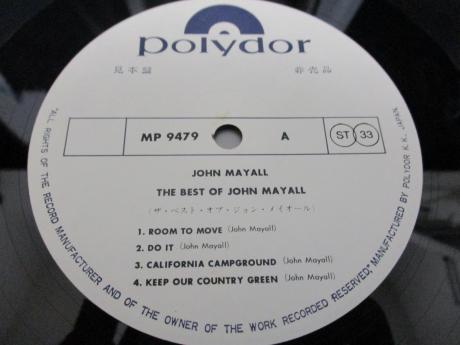 polydor
見本盤 非売品
MP 9479 A ST 33
JOHN MAYALL
THE BEST OF JOHN MAYALL
(ザ・ベスト・オブ・ジョン・メイオール)
1. ROOM TO MOVE (John Mayall)
2. DO IT (John Mayall)
3. CALIFORNIA CAMPGROUND (John Mayall)
4. KEEP OUR COUNTRY GREEN (John Mayall)
"ALL RIGHTS OF THE RECORD MANUFACTURER AND OF THE OWNER OF THE WORK RECORDED RESERVED" MANUFACTURED BY POLYDOR K.K., JAPAN